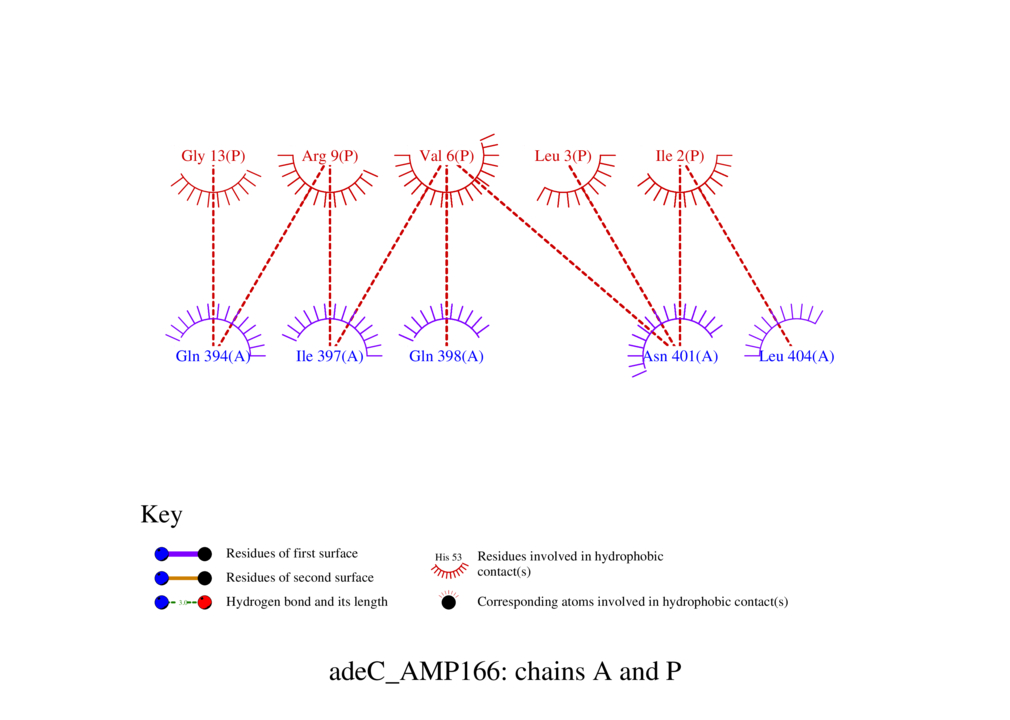 Gly 13(P) Arg 9(P) Val 6(P) Leu 3(P) Ile 2(P)
Gln 394(A) Ile 397(A) Gln 398(A) Asn 401(A) Leu 404(A)
Key
Residues of first surface
Residues of second surface
3.0 Hydrogen bond and its length
His 53 Residues involved in hydrophobic
contact(s)
Corresponding atoms involved in hydrophobic contact(s)
adeC_AMP166: chains A and P